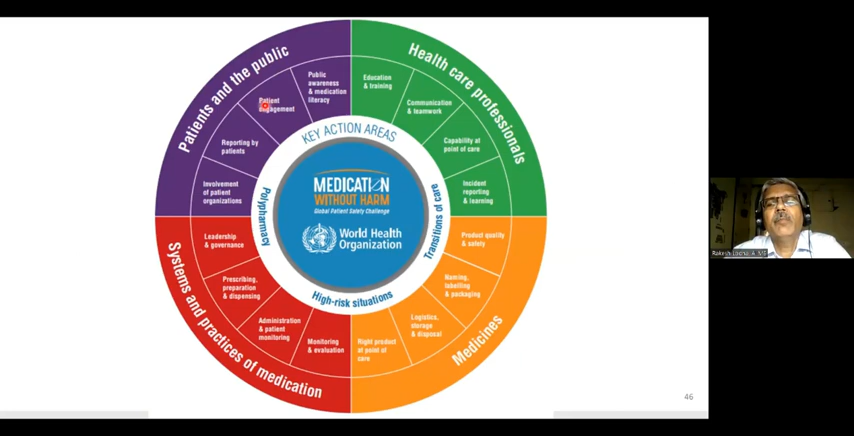 Patients and the public
Public
awareness
& medication
literacy
Patient
engagement
Reporting by
patients
Involvement
of patient
organizations
Health care professionals
Education
& training
Communication
& teamwork
Capability at
point of care
Incident
reporting
& learning
KEY ACTION AREAS
Polypharmacy
Transitions of care
High-risk situations
MEDICATION
WITHOUT HARM
Global Patient Safety Challenge
World Health
Organization
Systems and practices of medication
Leadership
& governance
Prescribing,
preparation
& dispensing
Administration
& patient
monitoring
Monitoring
& evaluation
Medicines
Product quality
& safety
Naming,
labelling
& packaging
Logistics,
storage
& disposal
Right product
at point of
care
46
Rakesh